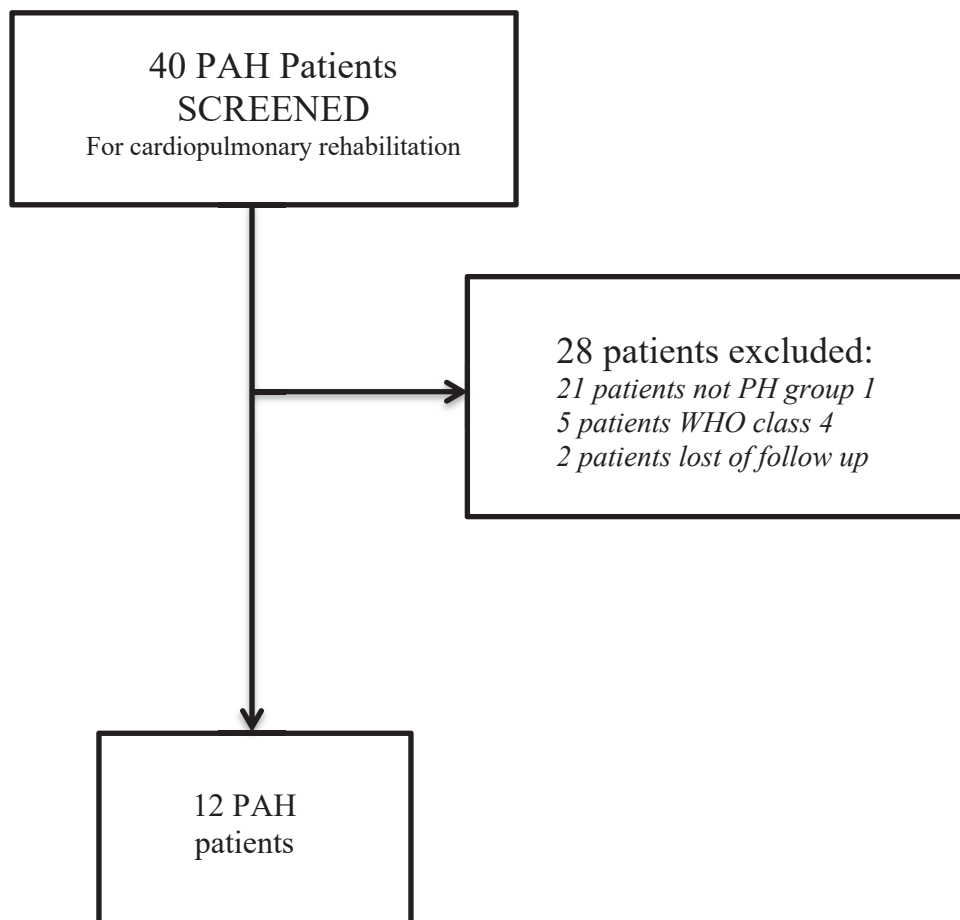 40 PAH Patients
SCREENED
For cardiopulmonary rehabilitation
28 patients excluded:
21 patients not PH group 1
5 patients WHO class 4
2 patients lost of follow up
12 PAH
patients